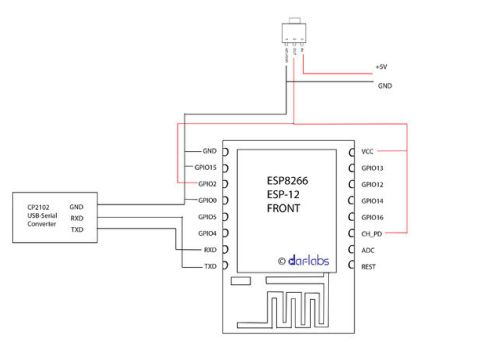 REST
ADC
CH_PD
GPIO16
GPIO14
GPIO12
GPIO13
VCC
ESP8266
ESP-12
FRONT
TXD
RXD
GPIO4
GPIO5
GPIO0
GPIO2
GPIO15
GND
CP2102
USB-Serial
Converter
TXD
RXD
GND
GND
+5V